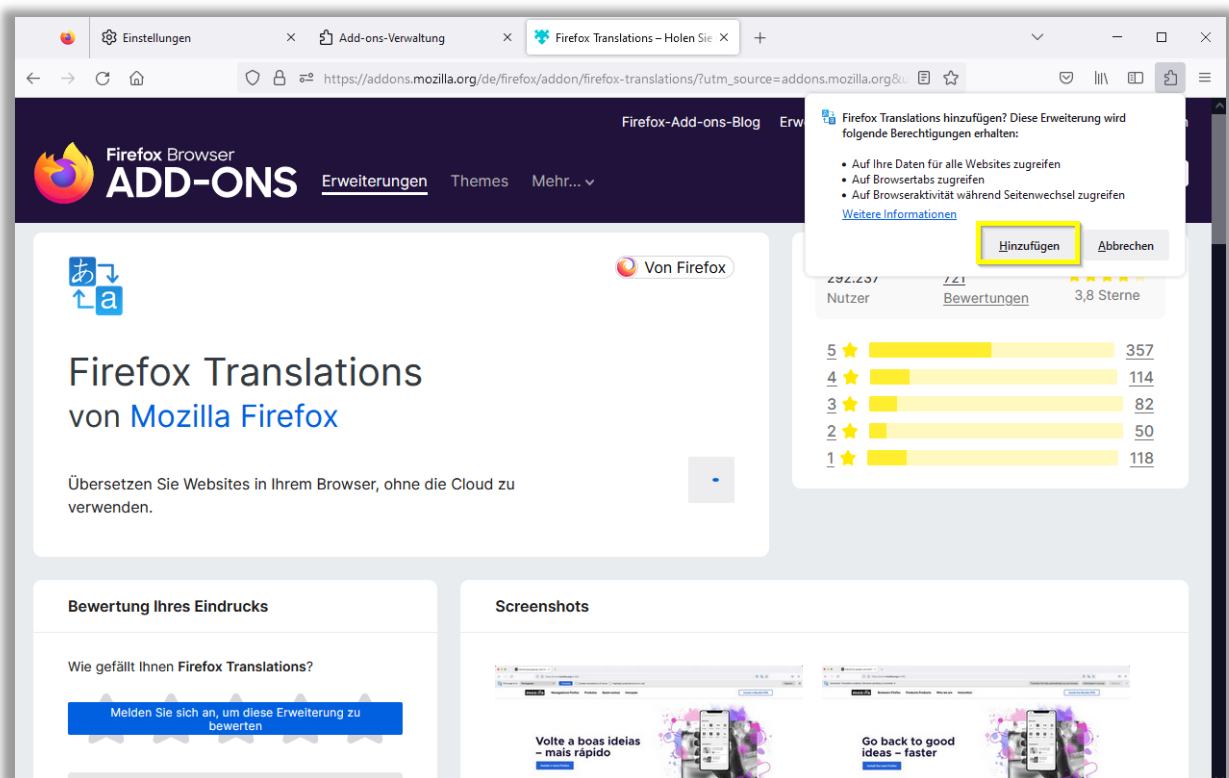 Einstellungen
Add-ons-Verwaltung
Firefox Translations – Holen Sie
https://addons.mozilla.org/de/firefox/addon/firefox-translations/?utm_source=addons.mozilla.org&u
Firefox-Add-ons-Blog
Erw
Firefox Browser
ADD-ONS
Erweiterungen
Themes
Mehr...
Firefox Translations hinzufügen? Diese Erweiterung wird
folgende Berechtigungen erhalten:
• Auf Ihre Daten für alle Websites zugreifen
• Auf Browsertabs zugreifen
• Auf Browseraktivität während Seitenwechsel zugreifen
Weitere Informationen
Hinzufügen
Abbrechen
あ
a
Von Firefox
Firefox Translations
von Mozilla Firefox
Übersetzen Sie Websites in Ihrem Browser, ohne die Cloud zu
verwenden.
292.237
721
Nutzer
Bewertungen
3,8 Sterne
5
357
4
114
3
82
2
50
1
118
Bewertung Ihres Eindrucks
Wie gefällt Ihnen Firefox Translations?
Melden Sie sich an, um diese Erweiterung zu
bewerten
Screenshots
Volte a boas ideias
– mais rápido
Go back to good
ideas – faster